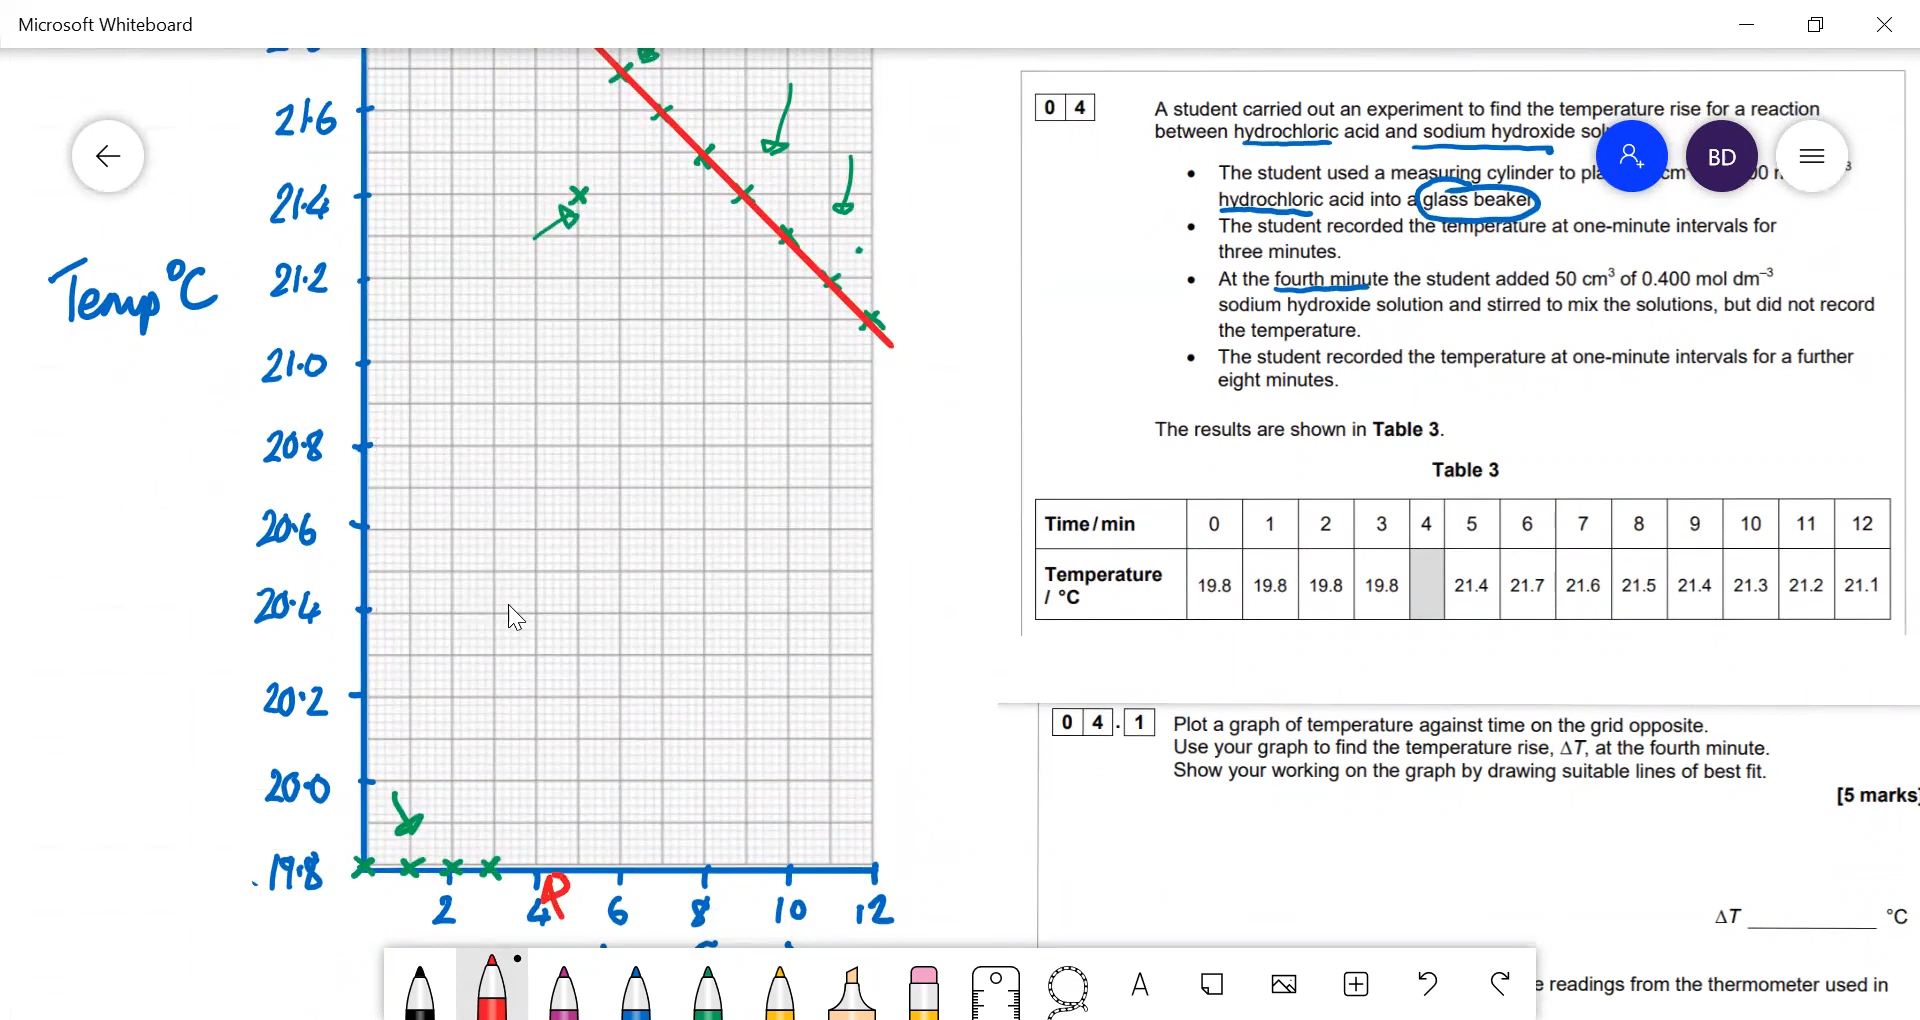 Microsoft Whiteboard
21.6
21.4
21.2
21.0
20.8
20.6
20.4
20.2
20.0
19.8
Temp °C
2 4 6 8 10 12
R
0 4
A student carried out an experiment to find the temperature rise for a reaction
between hydrochloric acid and sodium hydroxide
BD
• The student used a measuring cylinder to
hydrochloric acid into a glass beaker
• The student recorded the temperature at one-minute intervals for
three minutes.
• At the fourth minute the student added 50 cm³ of 0.400 mol dm⁻³
sodium hydroxide solution and stirred to mix the solutions, but did not record
the temperature.
• The student recorded the temperature at one-minute intervals for a further
eight minutes.
The results are shown in Table 3.
Table 3
Time / min 0 1 2 3 4 5 6 7 8 9 10 11 12
Temperature
/ °C 19.8 19.8 19.8 19.8 21.4 21.7 21.6 21.5 21.4 21.3 21.2 21.1
0 4 . 1 Plot a graph of temperature against time on the grid opposite.
Use your graph to find the temperature rise, ΔT, at the fourth minute.
Show your working on the graph by drawing suitable lines of best fit.
[5 marks]
ΔT ____________ °C
readings from the thermometer used in